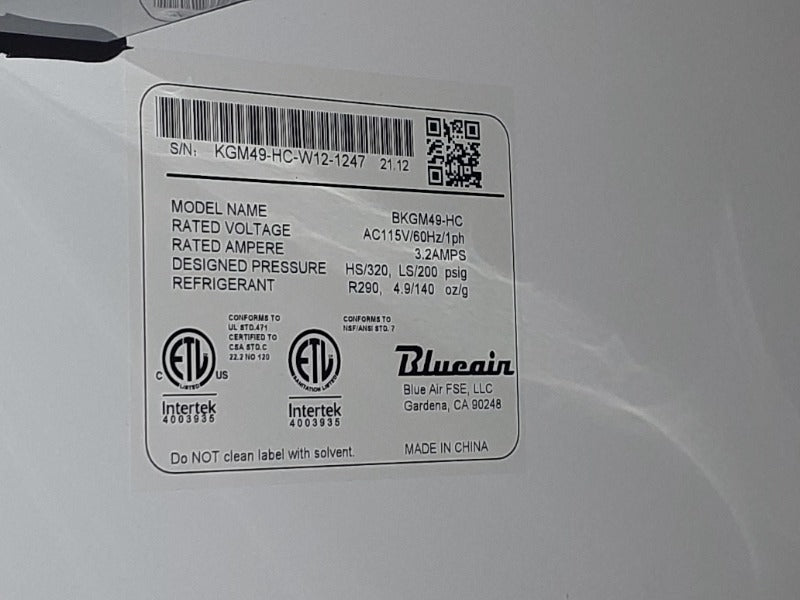 S/N: KGM49-HC-W12-1247 21.12
MODEL NAME BKGM49-HC
RATED VOLTAGE AC115V/60Hz/1ph
RATED AMPERE 3.2AMPS
DESIGNED PRESSURE HS/320, LS/200 psig
REFRIGERANT R290, 4.9/140 oz/g
CONFORMS TO
UL STD.471
CERTIFIED TO
CSA STD.C
22.2 NO 120
ETL
LISTED
C US
Intertek
4003935
CONFORMS TO
NSF/ANSI STD. 7
ETL
SANITATION LISTED
Intertek
4003935
Blueair
Blue Air FSE, LLC
Gardena, CA 90248
Do NOT clean label with solvent.
MADE IN CHINA